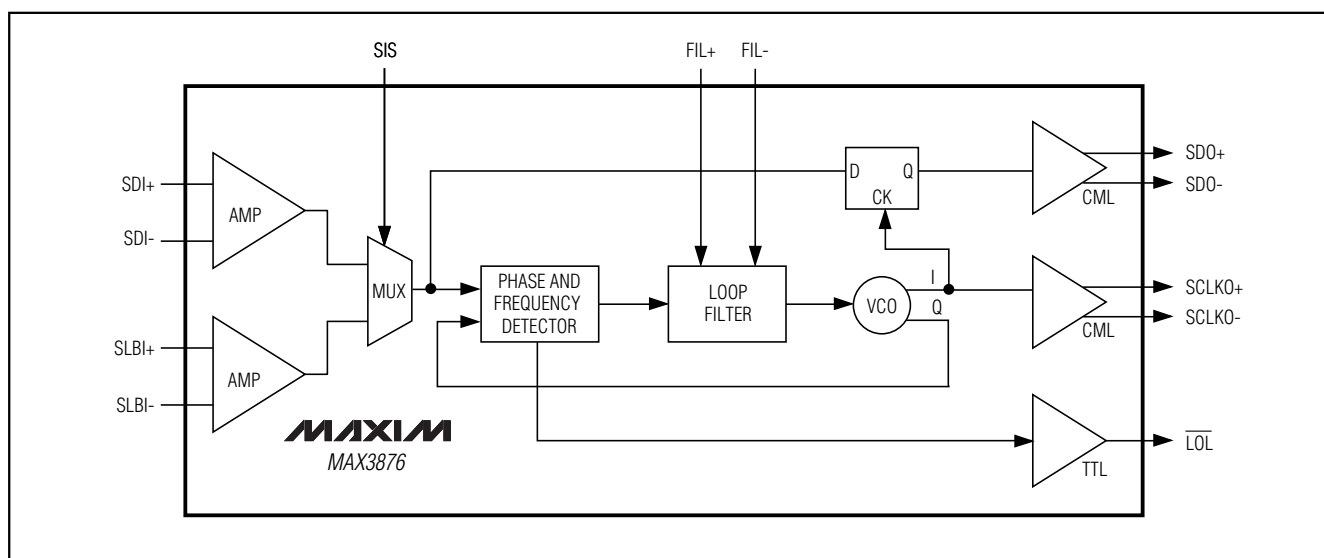 SIS
FIL+ FIL-
SDI+
SDI-
AMP
SLBI+
SLBI-
AMP
MUX
PHASE AND
FREQUENCY
DETECTOR
LOOP
FILTER
VCO
I
Q
D Q
CK
CML
SDO+
SDO-
CML
SCLKO+
SCLKO-
TTL
LOL
MAXIM
MAX3876